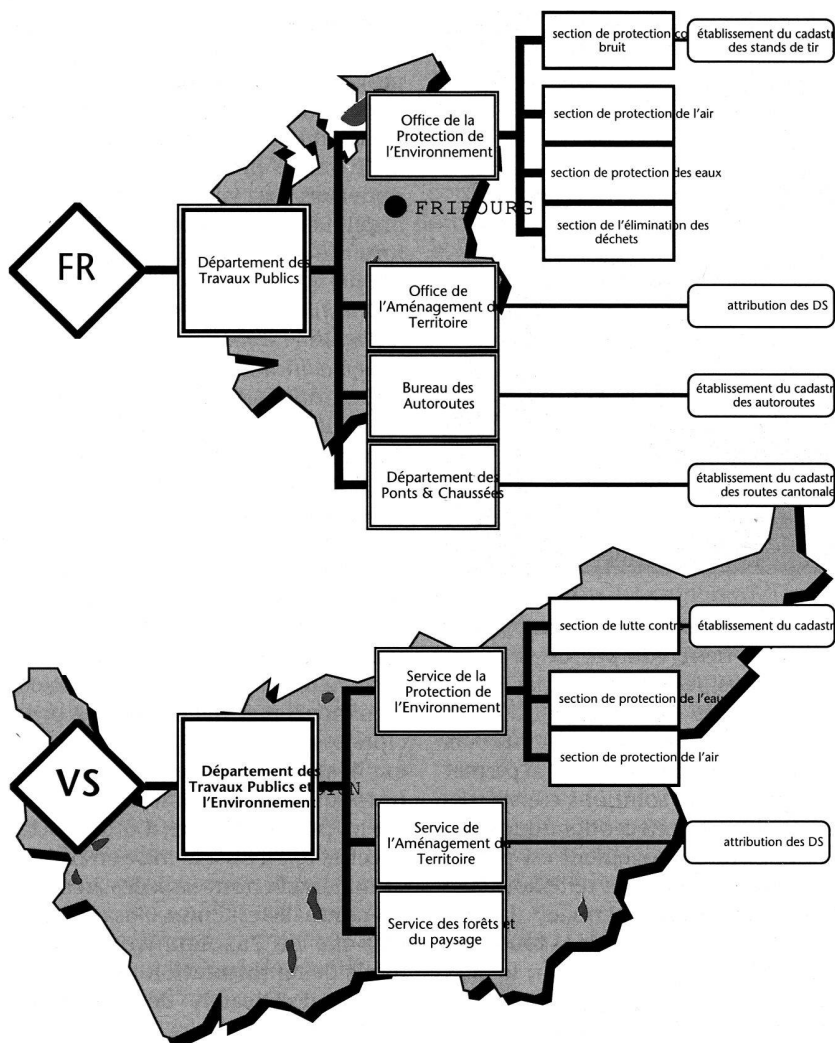 section de protection co
bruit
établissement du cadastr
des stands de tir
Office de la
Protection de
l'Environnement
section de protection de l'air
section de protection des eaux
section de l'élimination des
déchets
FRIBOURG
FR
Département des
Travaux Publics
Office de
l'Aménagement du
Territoire
attribution des DS
Bureau des
Autoroutes
établissement du cadastr
des autoroutes
Département des
Ponts & Chaussées
établissement du cadastr
des routes cantonale
section de lutte contre
établissement du cadastr
Service de la
Protection de
l'Environnement
section de protection de l'eau
section de protection de l'air
VS
Département des
Travaux Publics et
l'Environnement
Service de
l'Aménagement du
Territoire
attribution des DS
Service des forêts et
du paysage